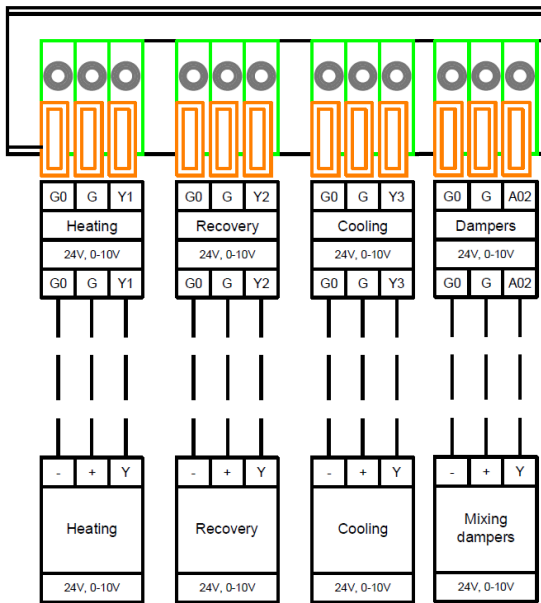 G0 G Y1 G0 G Y2 G0 G Y3 G0 G A02
Heating Recovery Cooling Dampers
24V, 0-10V 24V, 0-10V 24V, 0-10V 24V, 0-10V
G0 G Y1 G0 G Y2 G0 G Y3 G0 G A02
- + Y - + Y - + Y - + Y
Heating Recovery Cooling Mixing
dampers
24V, 0-10V 24V, 0-10V 24V, 0-10V 24V, 0-10V